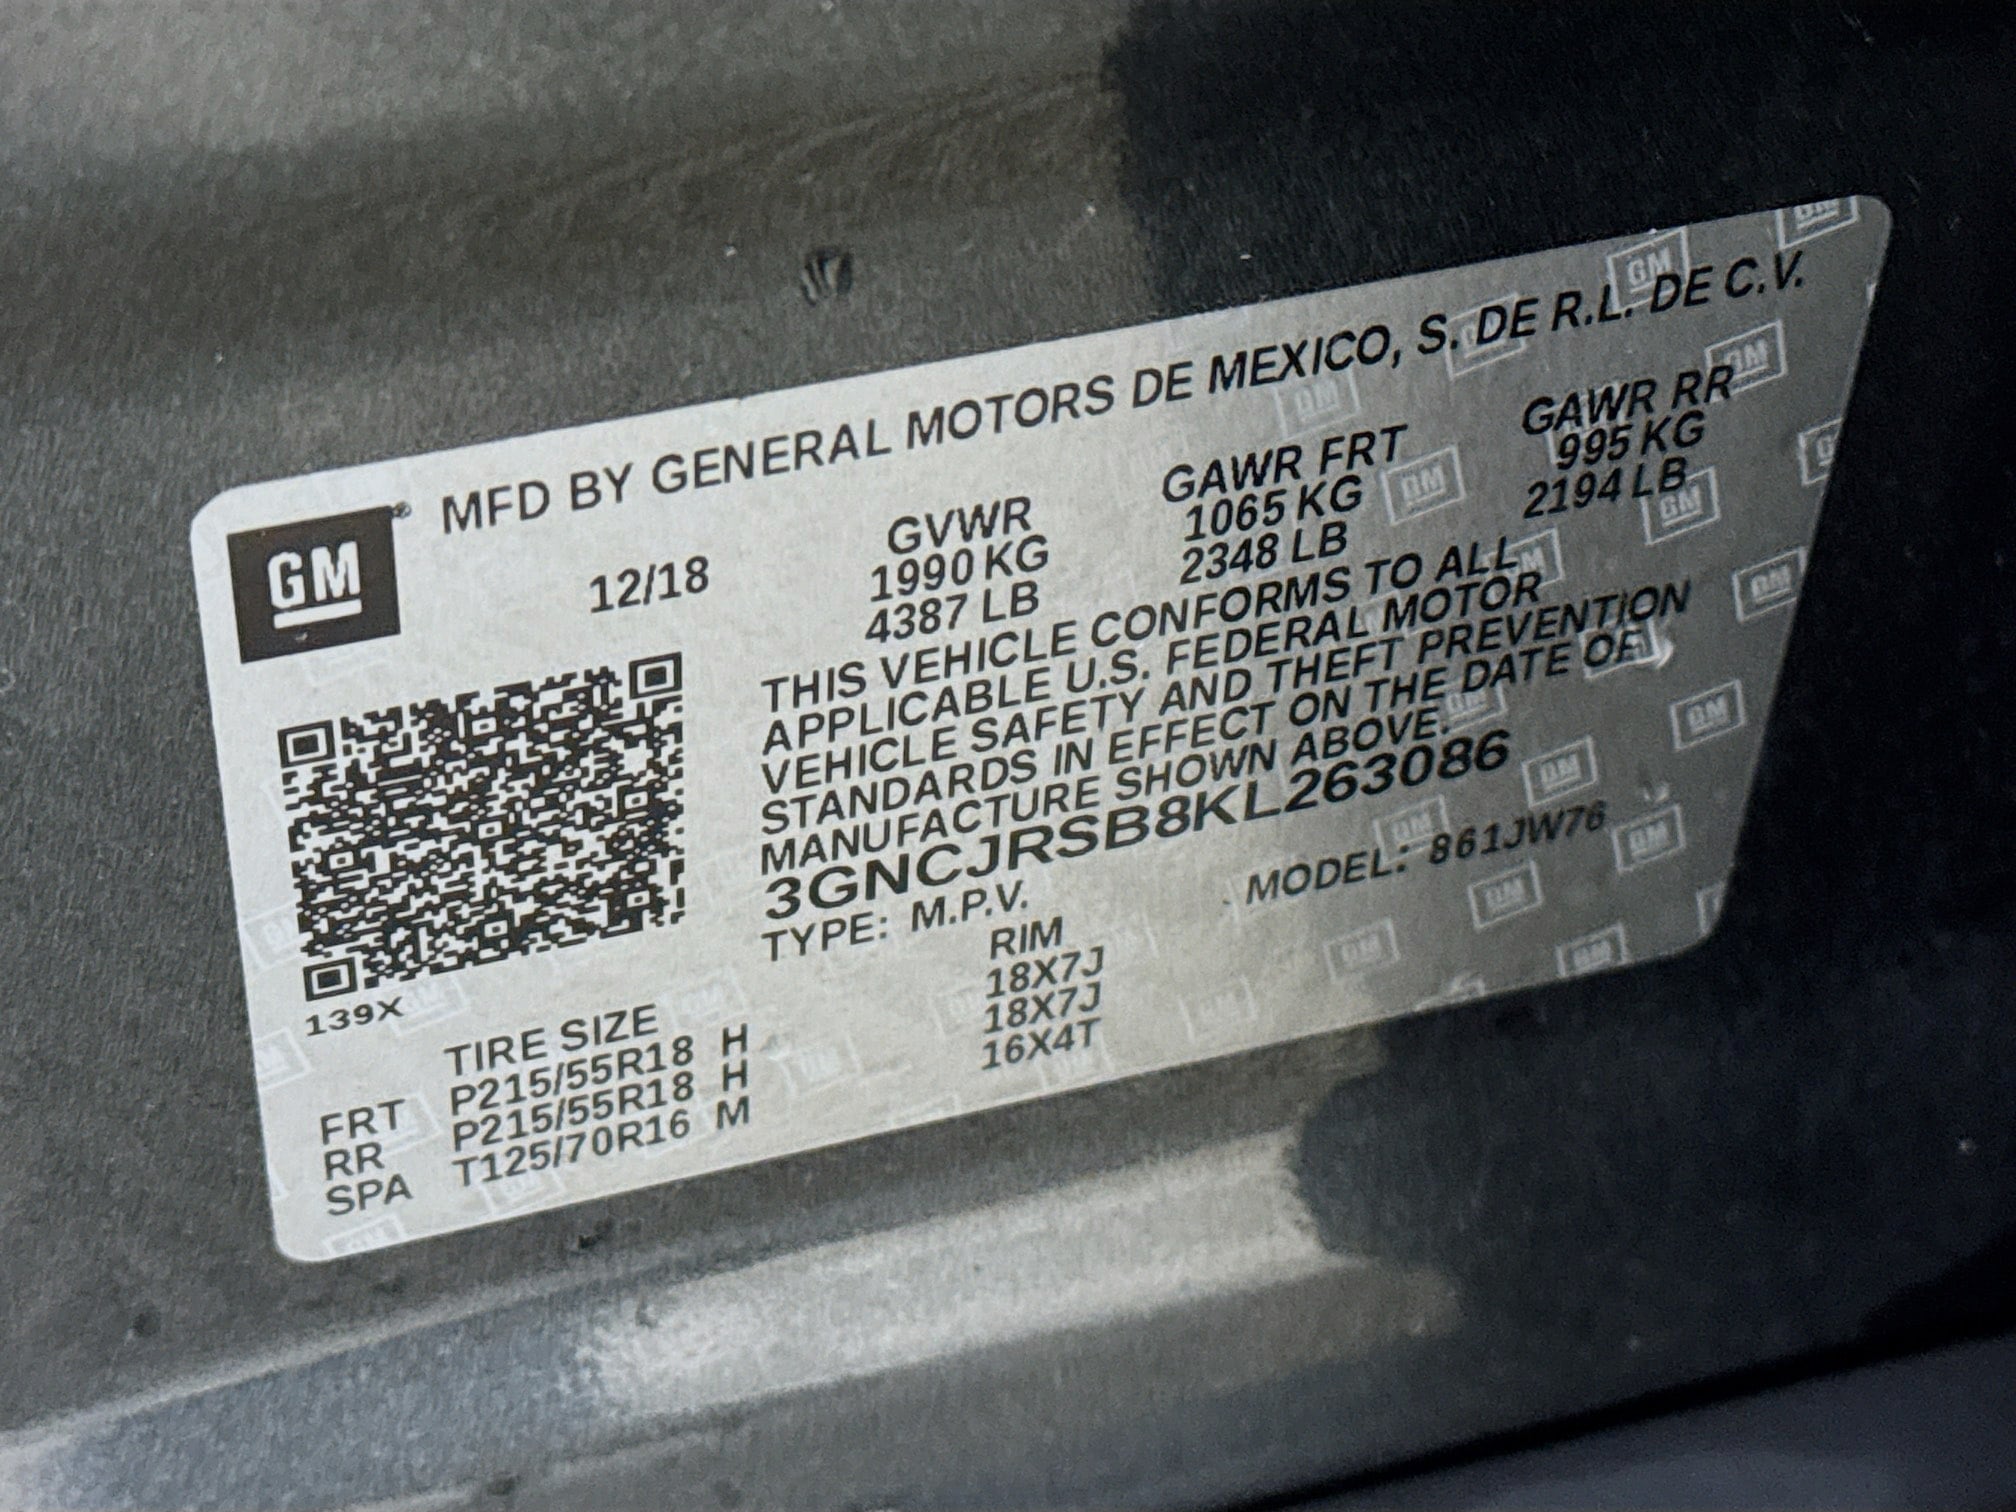 GM
MFD BY GENERAL MOTORS DE MEXICO, S. DE R.L. DE C.V.
12/18
GVWR GAWR FRT GAWR RR
1990 KG 1065 KG 995 KG
4387 LB 2348 LB 2194 LB
THIS VEHICLE CONFORMS TO ALL
APPLICABLE U.S. FEDERAL MOTOR
VEHICLE SAFETY AND THEFT PREVENTION
STANDARDS IN EFFECT ON THE DATE OF
MANUFACTURE SHOWN ABOVE.
3GNCJRSB8KL263086
TYPE: M.P.V. MODEL: 861JW76
139X
TIRE SIZE RIM
FRT P215/55R18 H 18X7J
RR P215/55R18 H 18X7J
SPA T125/70R16 M 16X4T